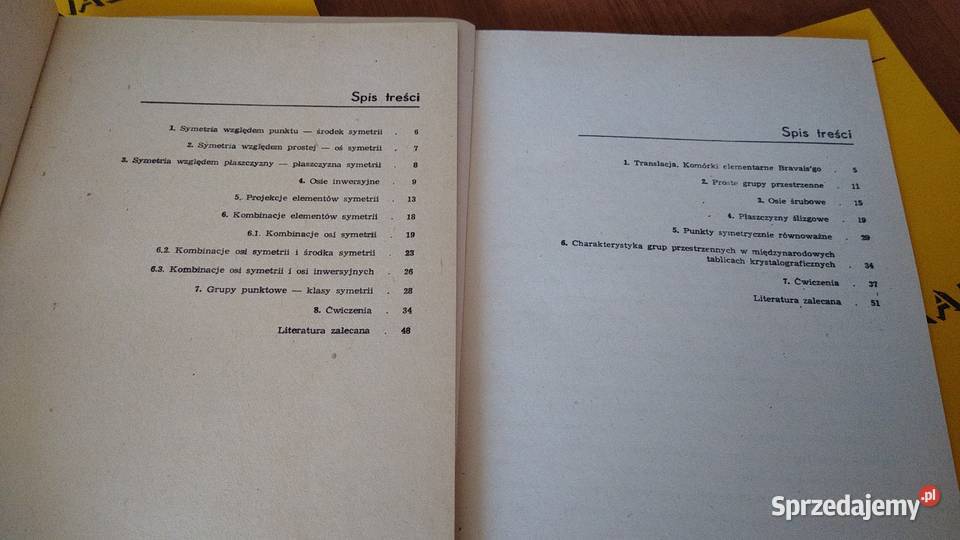 Spis treści
1. Symetria względem punktu — środek symetrii . 6
2. Symetria względem prostej — oś symetrii . 7
3. Symetria względem płaszczyzny — płaszczyzna symetrii . 8
4. Osie inwersyjne . 9
5. Projekcje elementów symetrii . 13
6. Kombinacje elementów symetrii . 18
6.1. Kombinacje osi symetrii . 19
6.2. Kombinacje osi symetrii i środka symetrii . 23
6.3. Kombinacje osi symetrii i osi inwersyjnych . 26
7. Grupy punktowe — klasy symetrii . 28
8. Ćwiczenia . 34
Literatura zalecana . 48
Spis treści
1. Translacja, Komórki elementarne Bravais'go . 5
2. Proste grupy przestrzenne . 11
3. Osie śrubowe . 15
4. Płaszczyzny ślizgowe . 19
5. Punkty symetrycznie równoważne . 29
6. Charakterystyka grup przestrzennych w międzynarodowych
tablicach krystalograficznych . 34
7. Ćwiczenia . 37
Literatura zalecana . 51
Sprzedajemy.pl